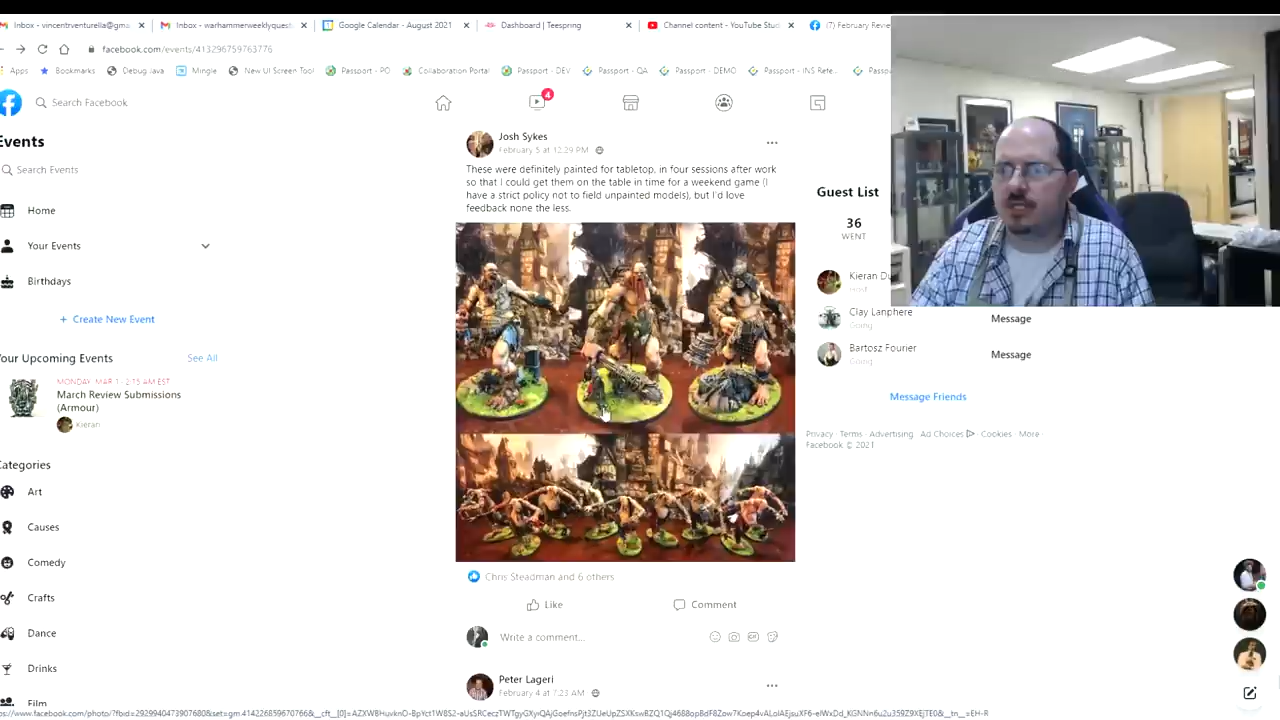 Inbox - vincentrventurella@gma
Inbox - warhammerweeklyquest
Google Calendar - August 2021
Dashboard | Teespring
Channel content - YouTube Stud
(7) February Revie
facebook.com/events/413296759763776
Apps
Bookmarks
Debug Java
Mingle
New UI Screen Tool
Passport - PO
Collaboration Portal
Passport - DEV
Passport - QA
Passport - DEMO
Passport - INS Rete...
Passpo
Search Facebook
4
Events
Search Events
Home
Your Events
Birthdays
+ Create New Event
Your Upcoming Events
See All
MONDAY, MAR 1 · 2:15 AM EST
March Review Submissions
(Armour)
Kieran
Categories
Art
Causes
Comedy
Crafts
Dance
Drinks
Film
Josh Sykes
February 5 at 12:29 PM
These were definitely painted for tabletop, in four sessions after work
so that I could get them on the table in time for a weekend game (I
have a strict policy not to field unpainted models), but I'd love
feedback none the less.
Chris Steadman and 6 others
Like
Comment
Write a comment...
Peter Lageri
February 4 at 7:23 AM
Guest List
36
WENT
Kieran Du
Host
Clay Lanphere
Going
Message
Bartosz Fourier
Going
Message
Message Friends
Privacy · Terms · Advertising · Ad Choices · Cookies · More ·
Facebook © 2021